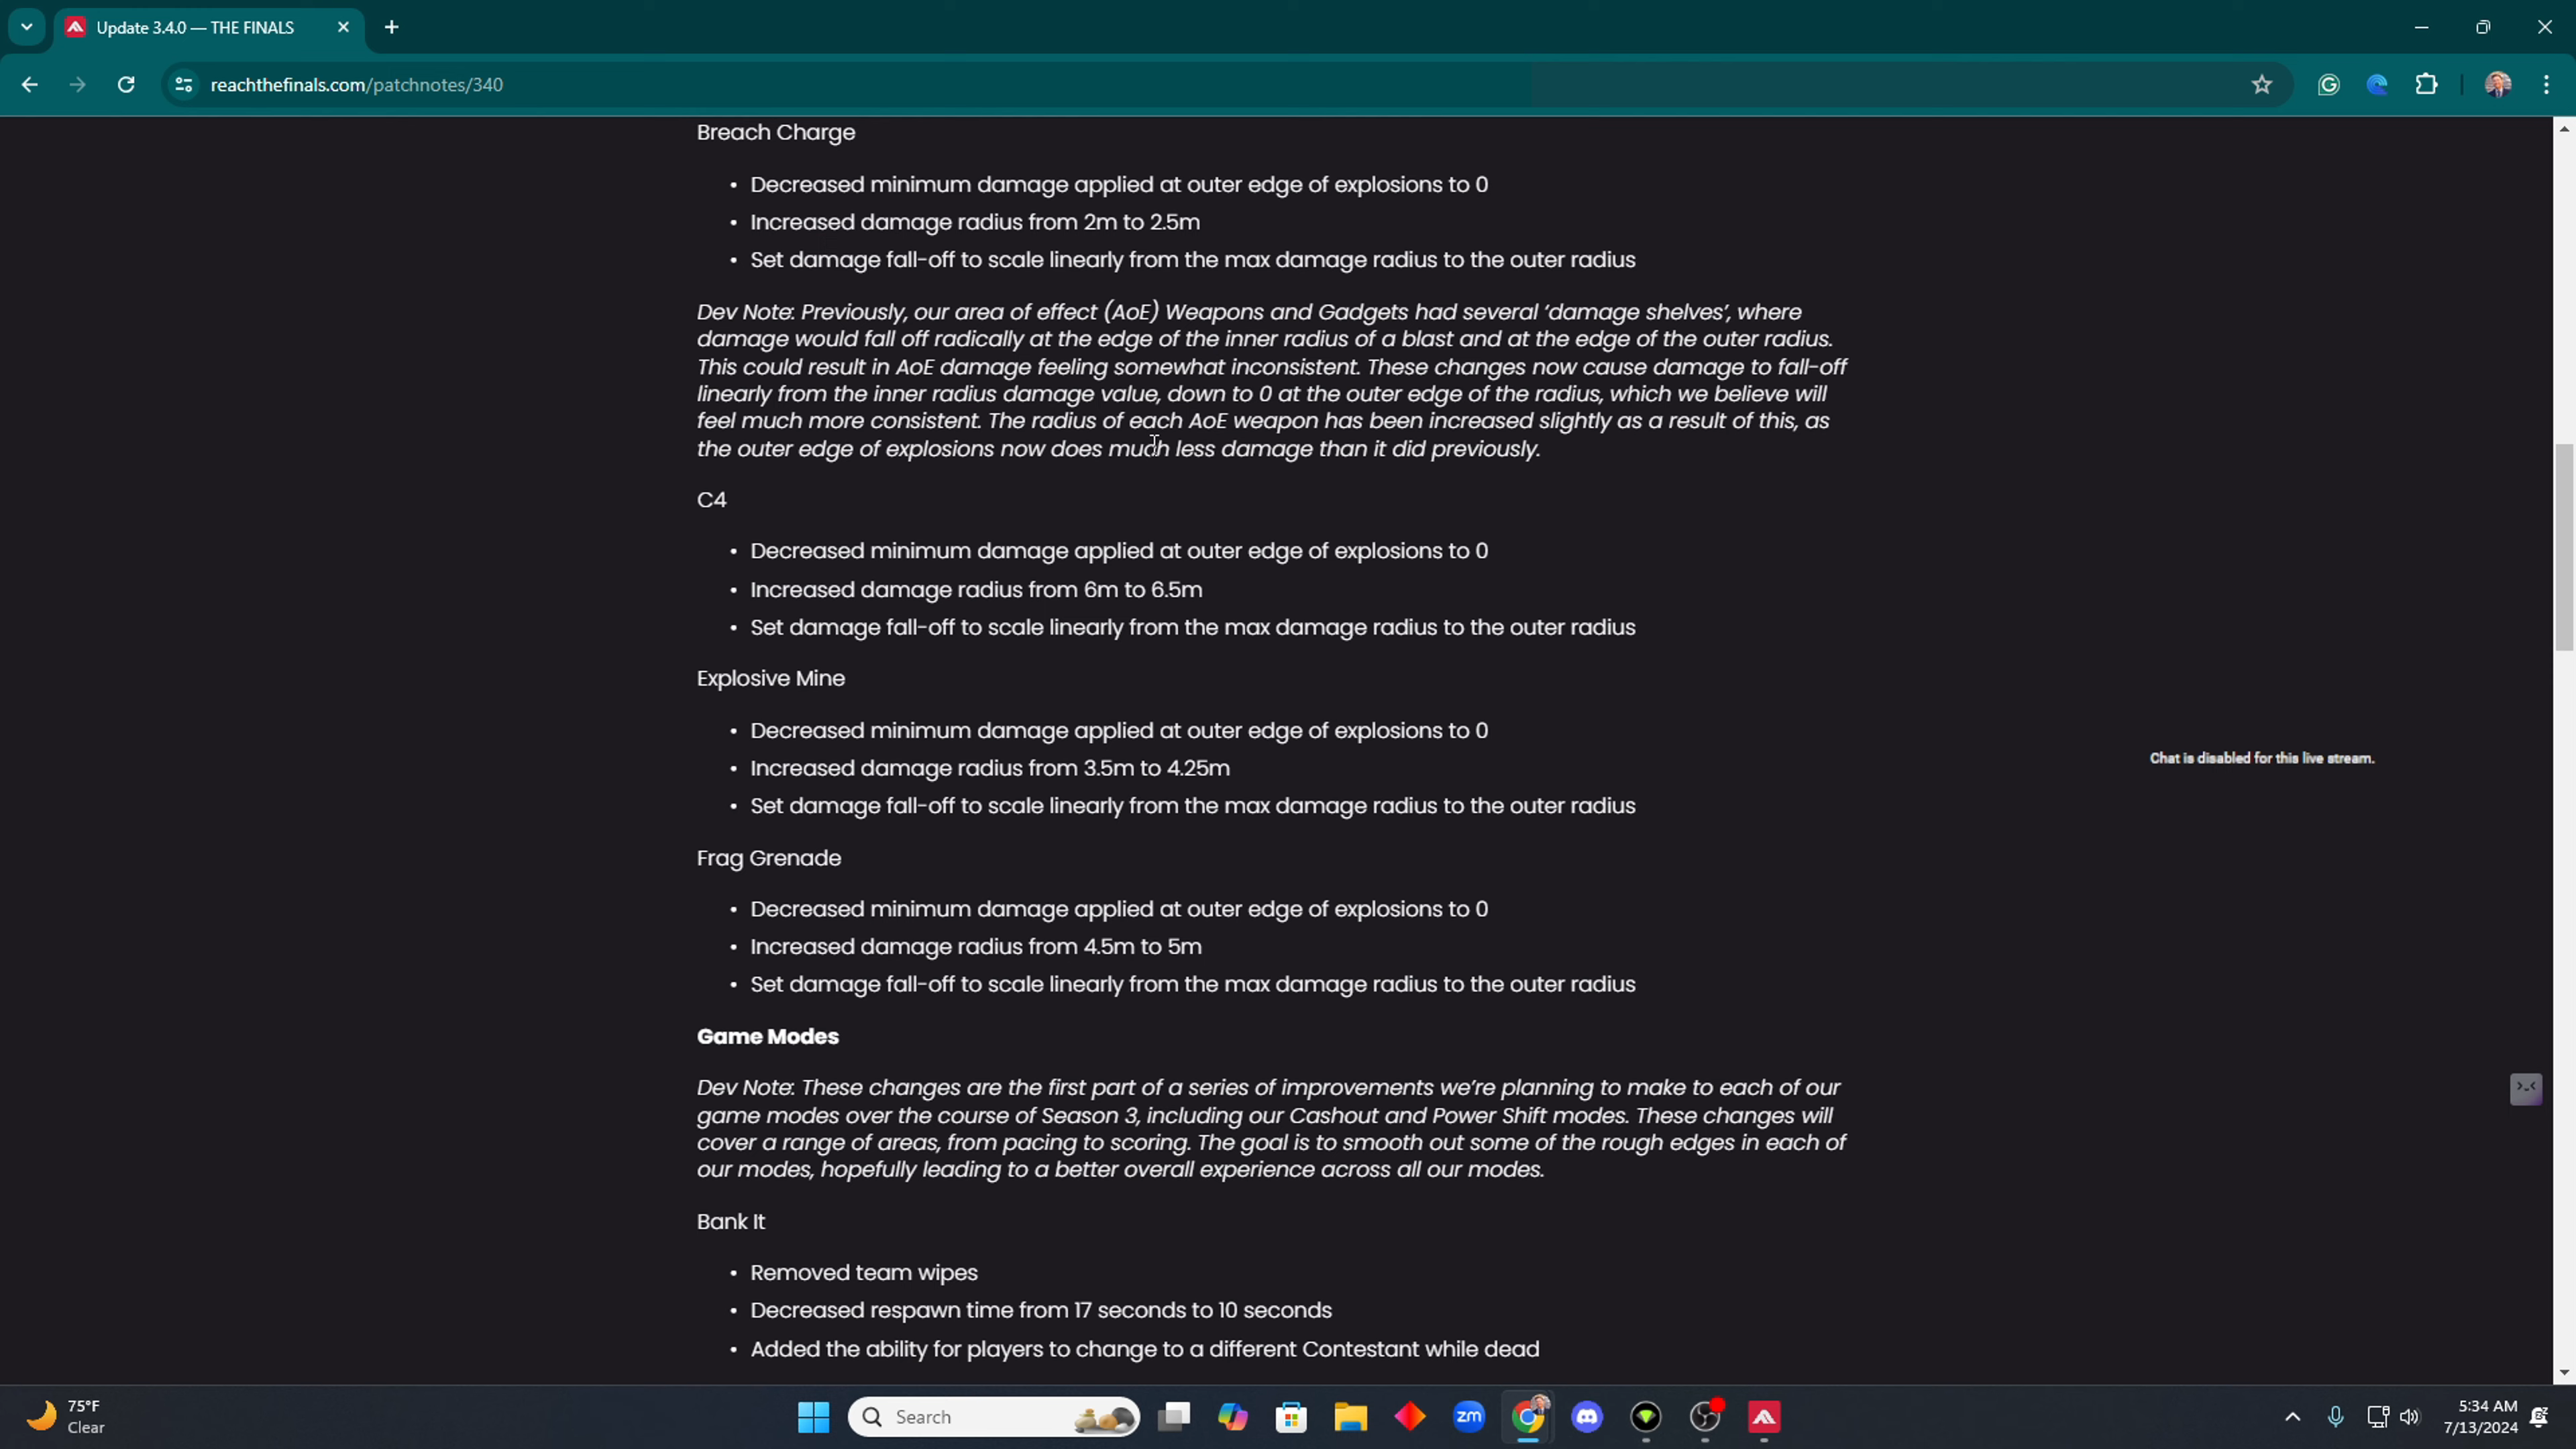 Update 3.4.0 — THE FINALS
reachthefinals.com/patchnotes/340
Breach Charge
• Decreased minimum damage applied at outer edge of explosions to 0
• Increased damage radius from 2m to 2.5m
• Set damage fall-off to scale linearly from the max damage radius to the outer radius
Dev Note: Previously, our area of effect (AoE) Weapons and Gadgets had several ‘damage shelves’, where
damage would fall off radically at the edge of the inner radius of a blast and at the edge of the outer radius.
This could result in AoE damage feeling somewhat inconsistent. These changes now cause damage to fall-off
linearly from the inner radius damage value, down to 0 at the outer edge of the radius, which we believe will
feel much more consistent. The radius of each AoE weapon has been increased slightly as a result of this, as
the outer edge of explosions now does much less damage than it did previously.
C4
• Decreased minimum damage applied at outer edge of explosions to 0
• Increased damage radius from 6m to 6.5m
• Set damage fall-off to scale linearly from the max damage radius to the outer radius
Explosive Mine
• Decreased minimum damage applied at outer edge of explosions to 0
• Increased damage radius from 3.5m to 4.25m
• Set damage fall-off to scale linearly from the max damage radius to the outer radius
Chat is disabled for this live stream.
Frag Grenade
• Decreased minimum damage applied at outer edge of explosions to 0
• Increased damage radius from 4.5m to 5m
• Set damage fall-off to scale linearly from the max damage radius to the outer radius
Game Modes
Dev Note: These changes are the first part of a series of improvements we’re planning to make to each of our
game modes over the course of Season 3, including our Cashout and Power Shift modes. These changes will
cover a range of areas, from pacing to scoring. The goal is to smooth out some of the rough edges in each of
our modes, hopefully leading to a better overall experience across all our modes.
Bank It
• Removed team wipes
• Decreased respawn time from 17 seconds to 10 seconds
• Added the ability for players to change to a different Contestant while dead
75°F
Clear
Search
zm
5:34 AM
7/13/2024